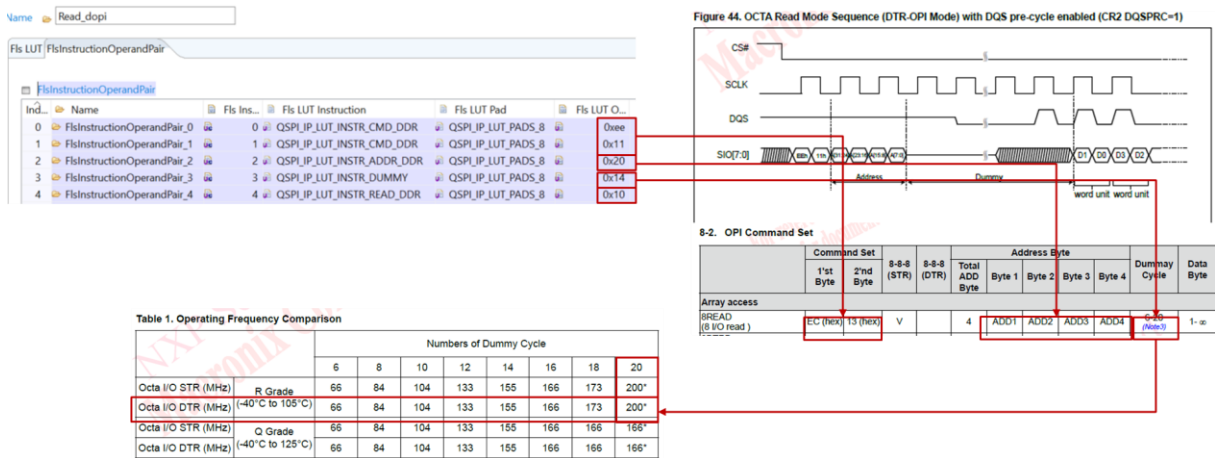 Name Read_dopi
Fls LUT FlsInstructionOperandPair
FlsInstructionOperandPair
Ind... Name Fls Ins... Fls LUT Instruction Fls LUT Pad Fls LUT O...
0 FlsInstructionOperandPair_0 0 QSPI_IP_LUT_INSTR_CMD_DDR QSPI_IP_LUT_PADS_8 0xee
1 FlsInstructionOperandPair_1 1 QSPI_IP_LUT_INSTR_CMD_DDR QSPI_IP_LUT_PADS_8 0x11
2 FlsInstructionOperandPair_2 2 QSPI_IP_LUT_INSTR_ADDR_DDR QSPI_IP_LUT_PADS_8 0x20
3 FlsInstructionOperandPair_3 3 QSPI_IP_LUT_INSTR_DUMMY QSPI_IP_LUT_PADS_8 0x14
4 FlsInstructionOperandPair_4 4 QSPI_IP_LUT_INSTR_READ_DDR QSPI_IP_LUT_PADS_8 0x10
Figure 44. OCTA Read Mode Sequence (DTR-OPI Mode) with DQS pre-cycle enabled (CR2 DQSPRC=1)
Macronix
CS#
SCLK
DQS
SIO[7:0] EEh 11h D1 D0 D3 D2
Address Dummy
word unit word unit
8-2. OPI Command Set
Command Set Address Byte
1'st Byte 2'nd Byte 8-8-8 (STR) 8-8-8 (DTR) Total ADD Byte Byte 1 Byte 2 Byte 3 Byte 4 Dummay Cycle Data Byte
Array access
8READ (8 I/O read ) EC (hex) 13 (hex) V 4 ADD1 ADD2 ADD3 ADD4 6-20 (Note3) 1- ∞
Table 1. Operating Frequency Comparison
NXP
Macronix
Numbers of Dummy Cycle
6 8 10 12 14 16 18 20
Octa I/O STR (MHz) R Grade (-40°C to 105°C) 66 84 104 133 155 166 173 200*
Octa I/O DTR (MHz) 66 84 104 133 155 166 173 200*
Octa I/O STR (MHz) Q Grade (-40°C to 125°C) 66 84 104 133 155 166 166 166*
Octa I/O DTR (MHz) 66 84 104 133 155 166 166 166*